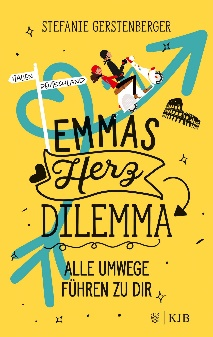 STEFANIE GERSTENBERGER
ITALIEN
DEUTSCHLAND
EMMAS
Herz
DILEMMA
ALLE UMWEGE
FÜHREN ZU DIR
KJB